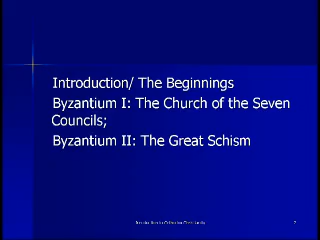 Introduction/ The Beginnings
Byzantium I: The Church of the Seven
Councils;
Byzantium II: The Great Schism